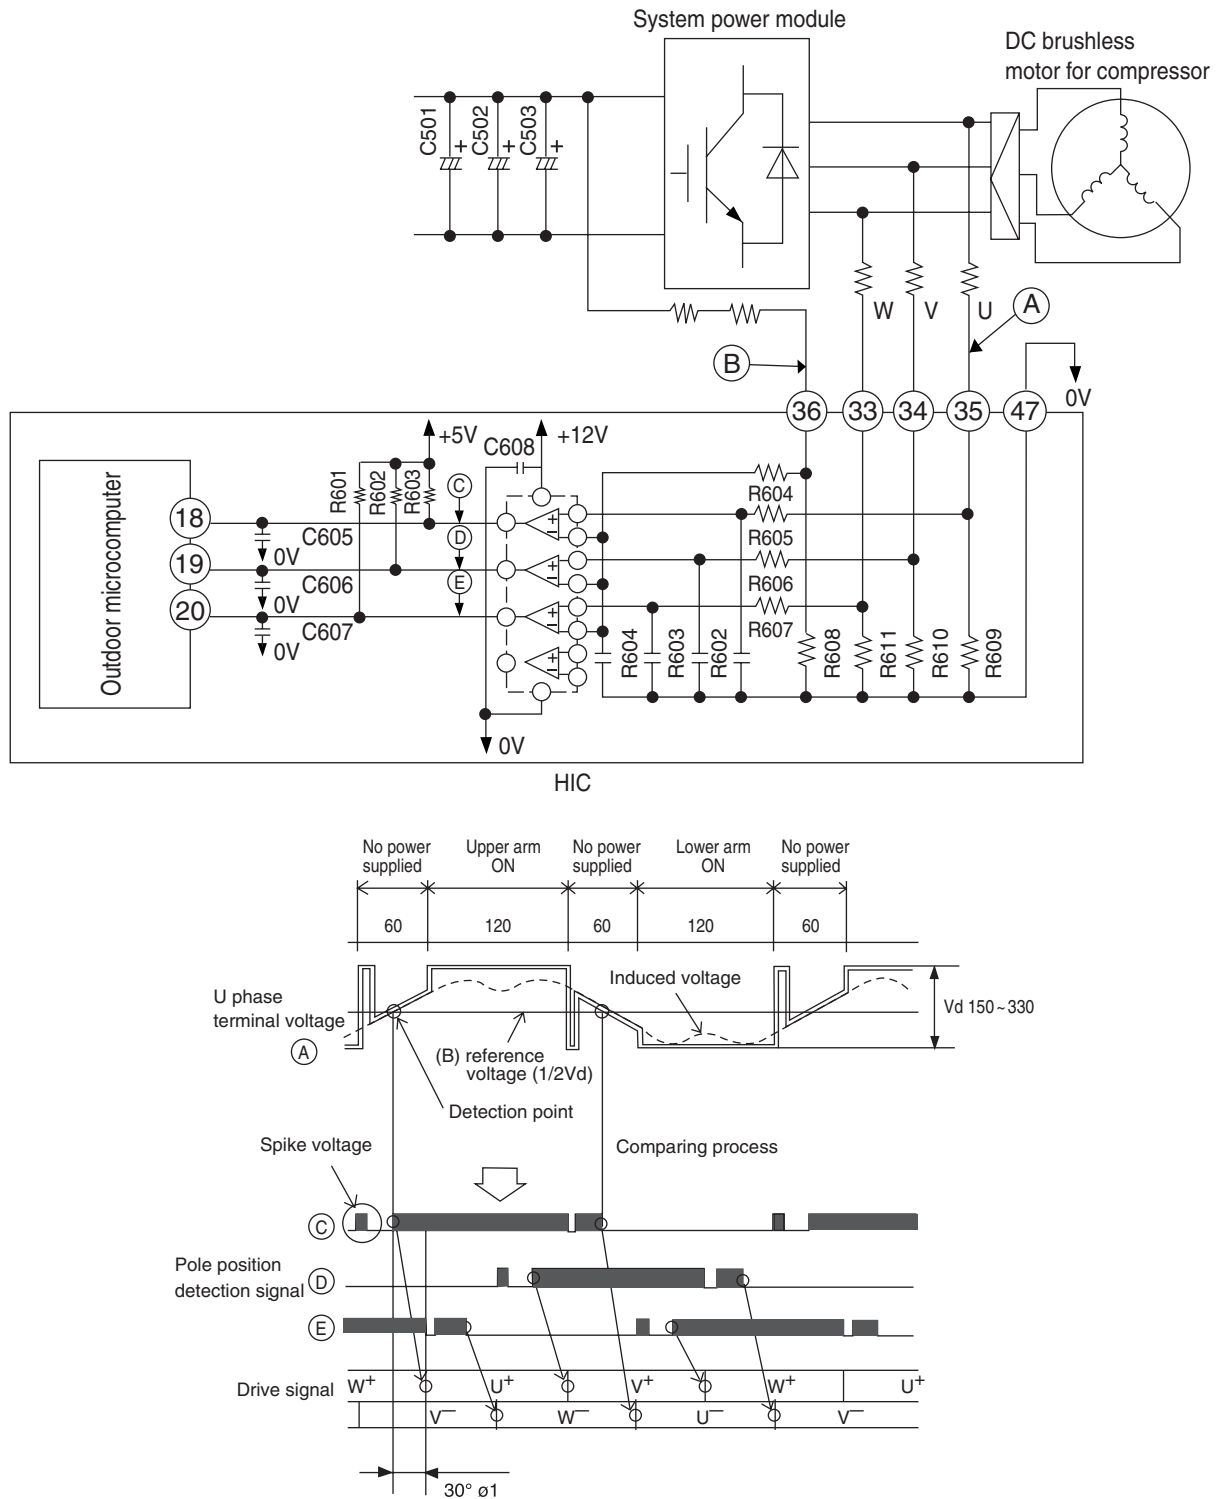 System power module
DC brushless
motor for compressor
C501
C502
C503
+ + +
W V U
A
B
36 33 34 35 47
0V
Outdoor microcomputer
18
19
20
C605
0V
C606
0V
C607
0V
R601
R602
R603
+5V
C608
+12V
C
D
E
+
−
+
−
+
−
+
−
0V
R604
R605
R606
R607
R604
R603
R602
R608
R611
R610
R609
HIC
No power supplied
Upper arm ON
No power supplied
Lower arm ON
No power supplied
60 120 60 120 60
U phase
terminal voltage
A
Induced voltage
Vd 150~330
(B) reference
voltage (1/2Vd)
Detection point
Spike voltage
Comparing process
C
Pole position
detection signal
D
E
Drive signal
W+ U+ V+ W+ U+
V− W− U− V−
30° ø1